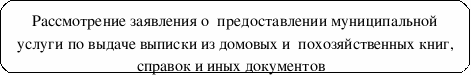 Рассмотрение заявления о предоставлении муниципальной
услуги по выдаче выписки из домовых и похозяйственных книг,
справок и иных документов